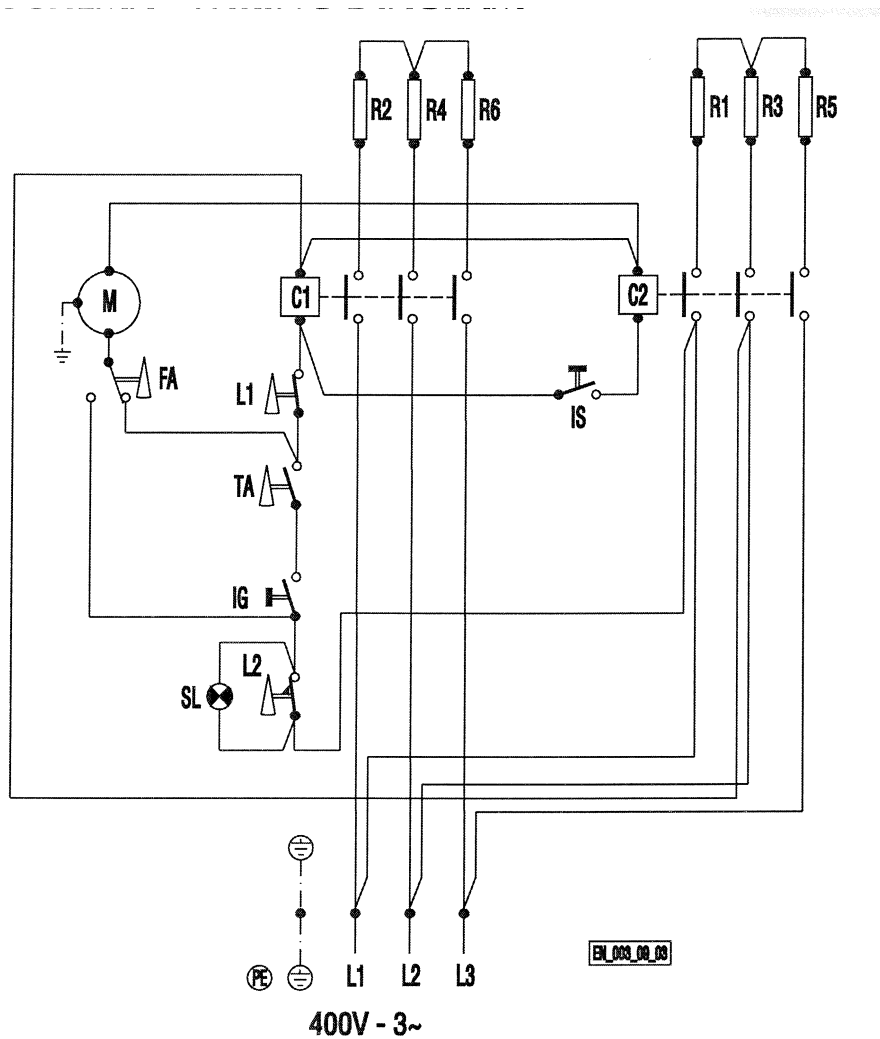 R2 R4 R6 R1 R3 R5
M C1 C2
FA
L1 IS
TA
IG
L2
SL
EN_003_09_03
PE L1 L2 L3
400V - 3~